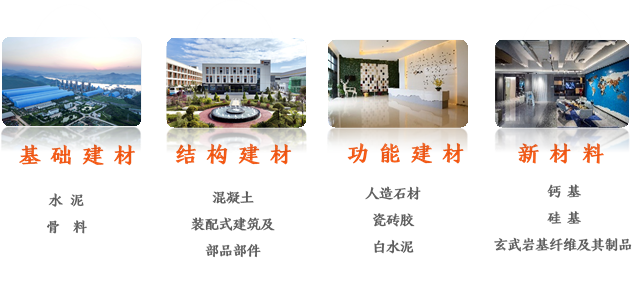 基础建材
水泥
骨料
结构建材
混凝土
装配式建筑及
部品部件
功能建材
人造石材
瓷砖胶
白水泥
新材料
钙基
硅基
玄武岩基纤维及其制品